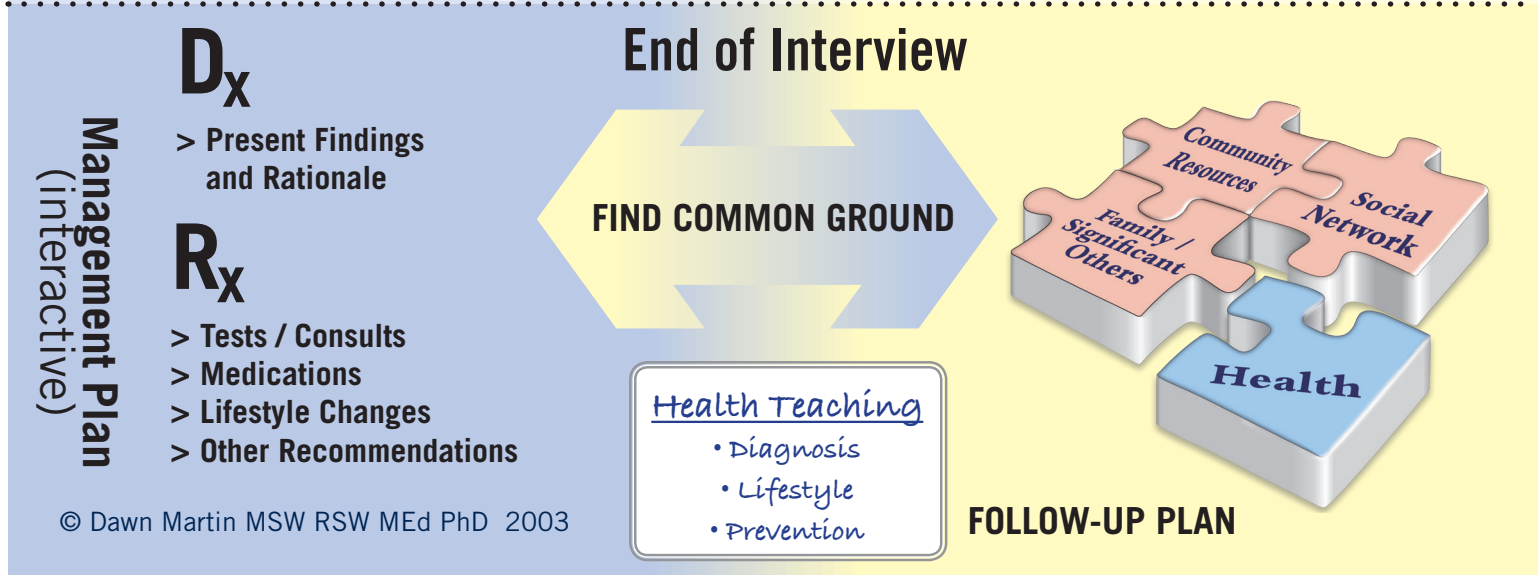 End of Interview
Management Plan
(interactive)
Dx
> Present Findings
and Rationale
Rx
> Tests / Consults
> Medications
> Lifestyle Changes
> Other Recommendations
© Dawn Martin MSW RSW MEd PhD 2003
FIND COMMON GROUND
Health Teaching
• Diagnosis
• Lifestyle
• Prevention
Community
Resources
Social
Network
Family /
Significant
Others
Health
FOLLOW-UP PLAN